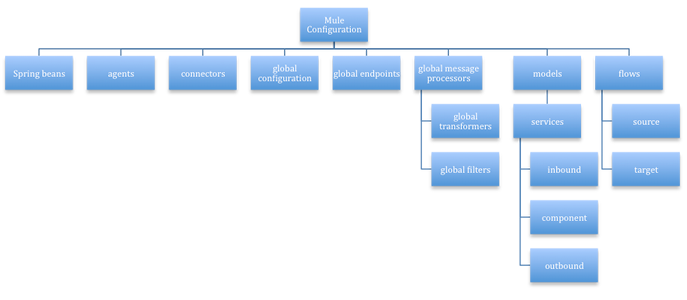 Mule
Configuration
Spring beans
agents
connectors
global
configuration
global endpoints
global message
processors
models
flows
global
transformers
services
source
global filters
inbound
target
component
outbound